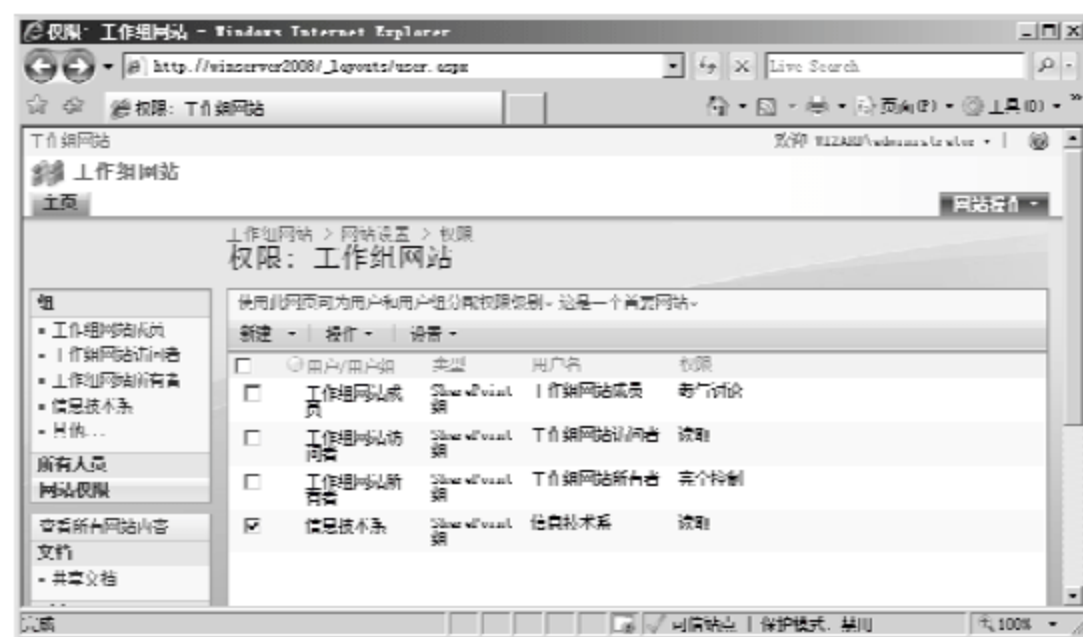 权限: 工作组网站 - Windows Internet Explorer
http://winserver2008/_layouts/user.aspx
Live Search
权限: 工作组网站
页面(P)
工具(O)
工作组网站
欢迎 WIZARD\administrator
工作组网站
主页
网站操作
工作组网站 > 网站设置 > 权限
权限: 工作组网站
组
工作组网站成员
工作组网站访问者
工作组网站所有者
信息技术系
其他...
所有人员
网站权限
查看所有网站内容
文档
共享文档
使用此网页可为用户和用户组分配权限级别。这是一个首要网站。
新建 操作 设置
用户/用户组 类型 用户名 权限
工作组网站成员 SharePoint 组 工作组网站成员 参与讨论
工作组网站访问者 SharePoint 组 工作组网站访问者 读取
工作组网站所有者 SharePoint 组 工作组网站所有者 完全控制
信息技术系 SharePoint 组 信息技术系 读取
完成
可信站点 | 保护模式: 禁用
100%